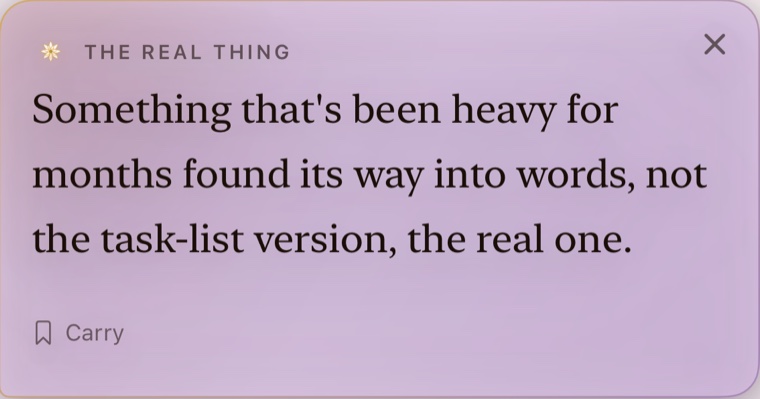 THE REAL THING
Something that's been heavy for
months found its way into words, not
the task-list version, the real one.
Carry